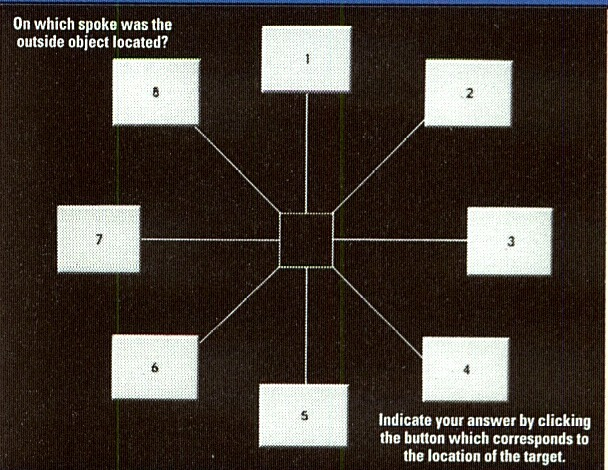 On which spoke was the
outside object located?
1
8
2
7
3
6
4
5
Indicate your answer by clicking
the button which corresponds to
the location of the target.